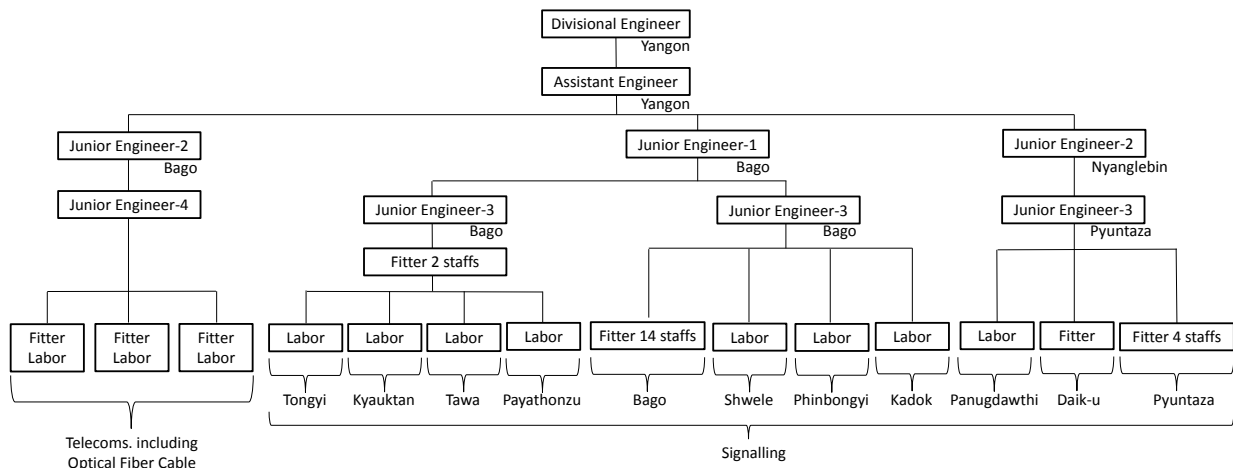 Divisional Engineer
Yangon
Assistant Engineer
Yangon
Junior Engineer-2
Bago
Junior Engineer-1
Bago
Junior Engineer-2
Nyanglebin
Junior Engineer-4
Junior Engineer-3
Bago
Junior Engineer-3
Bago
Junior Engineer-3
Pyuntaza
Fitter 2 staffs
Fitter
Labor
Fitter
Labor
Fitter
Labor
Labor
Labor
Labor
Labor
Fitter 14 staffs
Labor
Labor
Labor
Labor
Fitter
Fitter 4 staffs
Tongyi
Kyauktan
Tawa
Payathonzu
Bago
Shwele
Phinbongyi
Kadok
Panugdawthi
Daik-u
Pyuntaza
Telecoms. including
Optical Fiber Cable
Signalling